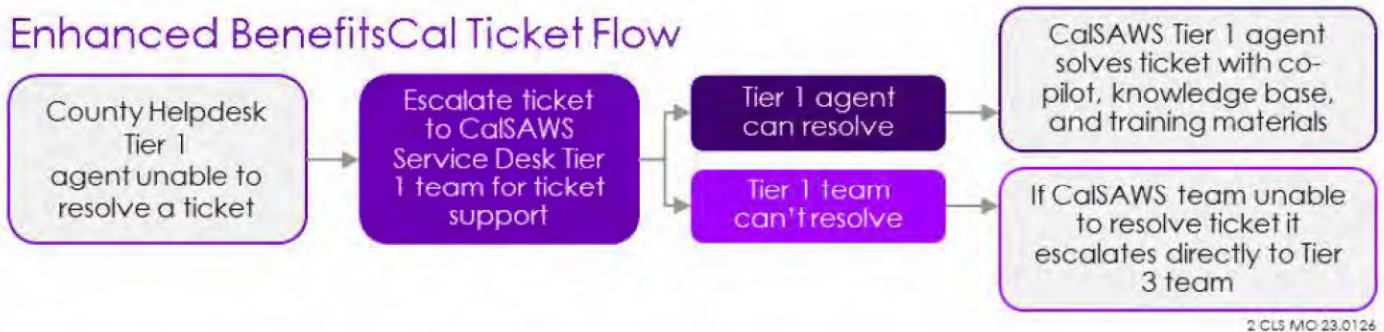 Enhanced BenefitsCal Ticket Flow
County Helpdesk
Tier 1
agent unable to
resolve a ticket
Escalate ticket
to CalSAWS
Service Desk Tier
1 team for ticket
support
Tier 1 agent
can resolve
Tier 1 team
can't resolve
CalSAWS Tier 1 agent
solves ticket with co-
pilot, knowledge base,
and training materials
If CalSAWS team unable
to resolve ticket it
escalates directly to Tier
3 team
2 CLS MO 23.0126